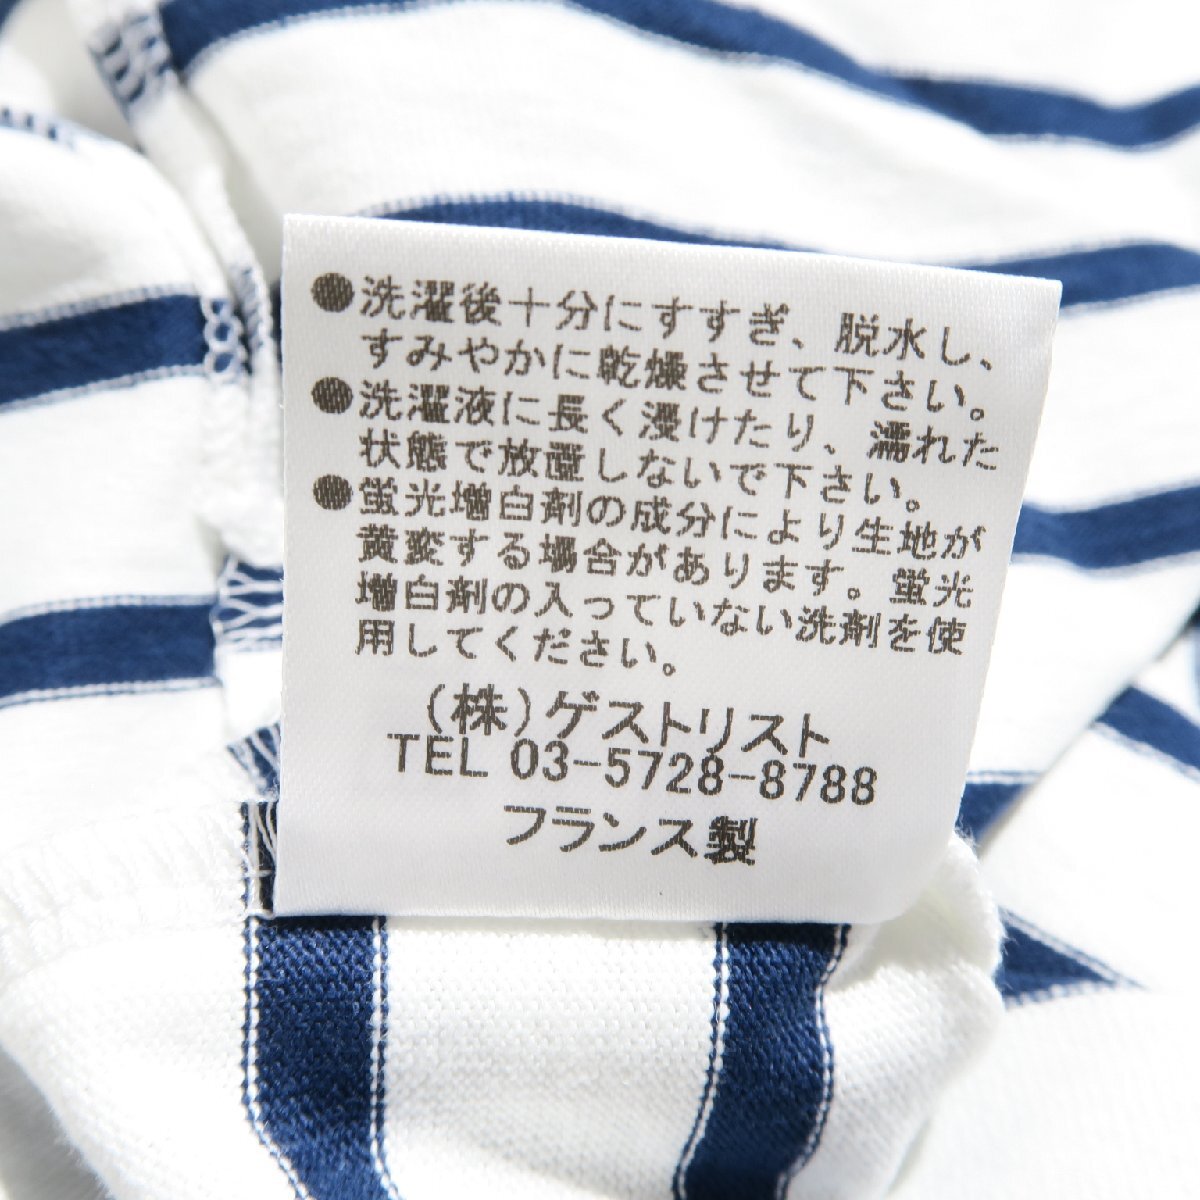 ●洗濯後十分にすすぎ、脱水し、
すみやかに乾燥させて下さい。
●洗濯液に長く浸けたり、濡れた
状態で放置しないで下さい。
●蛍光増白剤の成分により生地が
黄変する場合があります。蛍光
増白剤の入っていない洗剤を使
用してください。
(株)ゲストリスト
TEL 03-5728-8788
フランス製